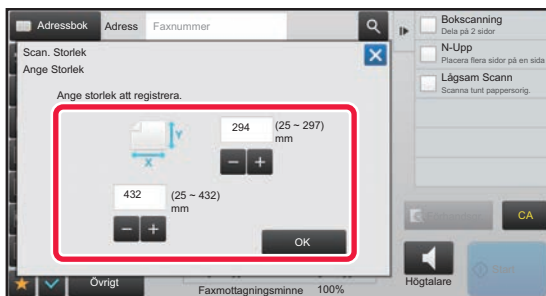 Adressbok
Adress
Faxnummer
Scan. Storlek
Ange Storlek
Ange storlek att registrera.
Y
X
294
(25 ~ 297)
mm
432
(25 ~ 432)
mm
OK
Bokscanning
Dela på 2 sidor
N-Upp
Placera flera sidor på en sida
Lågsam Scann
Scanna tunt pappersorig.
CA
Övrigt
Faxmottagningsminne 100%
Högtalare
Start